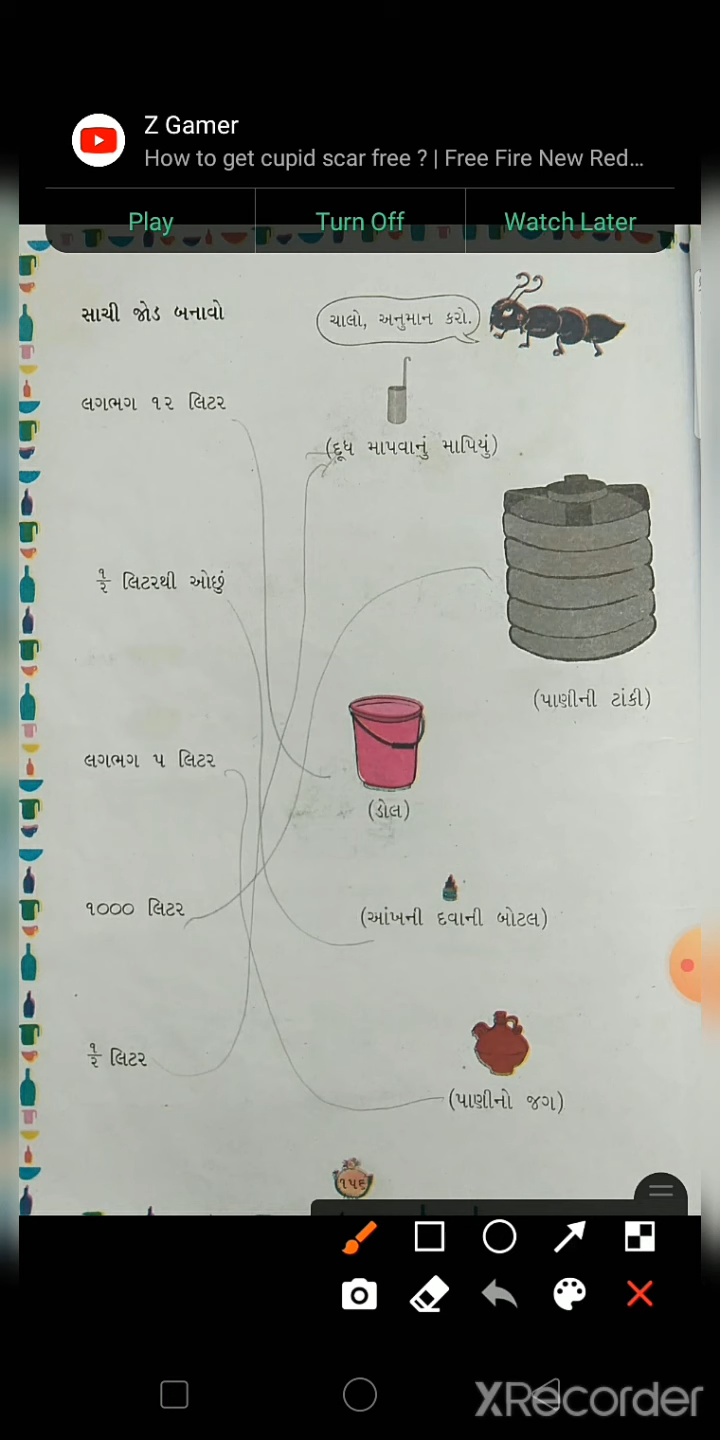 Z Gamer
How to get cupid scar free ? | Free Fire New Red...
Play Turn Off Watch Later
સાચી જોડ બનાવો
ચાલો, અનુમાન કરો.
લગભગ ૧૨ લિટર
(દૂધ માપવાનું માપિયું)
૧/૨ લિટરથી ઓછું
(પાણીની ટાંકી)
લગભગ ૫ લિટર
(ડોલ)
૧૦૦૦ લિટર
(આંખની દવાની બોટલ)
૧/૨ લિટર
(પાણીનો જગ)
૧૫૬
XRecorder